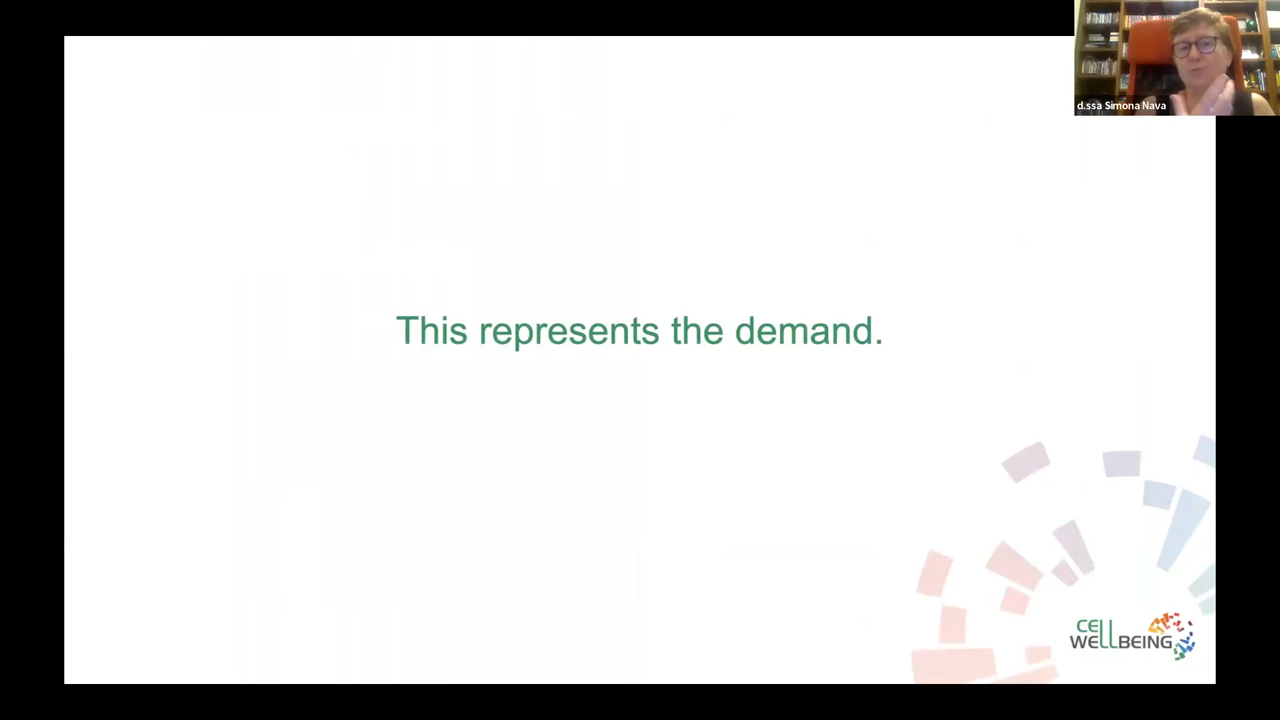 d.ssa Simona Nava
This represents the demand.
CELL
WELLBEING